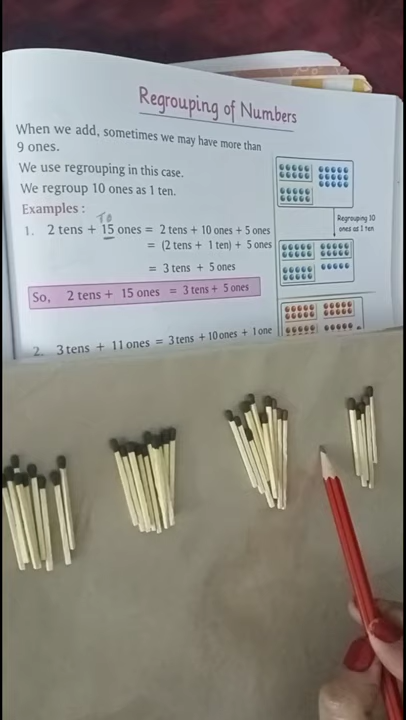 Regrouping of Numbers
When we add, sometimes we may have more than
9 ones.
We use regrouping in this case.
We regroup 10 ones as 1 ten.
Examples :
TO
1. 2 tens + 15 ones = 2 tens + 10 ones + 5 ones
= (2 tens + 1 ten) + 5 ones
= 3 tens + 5 ones
So, 2 tens + 15 ones = 3 tens + 5 ones
Regrouping 10
ones as 1 ten
2. 3 tens + 11 ones = 3 tens + 10 ones + 1 one